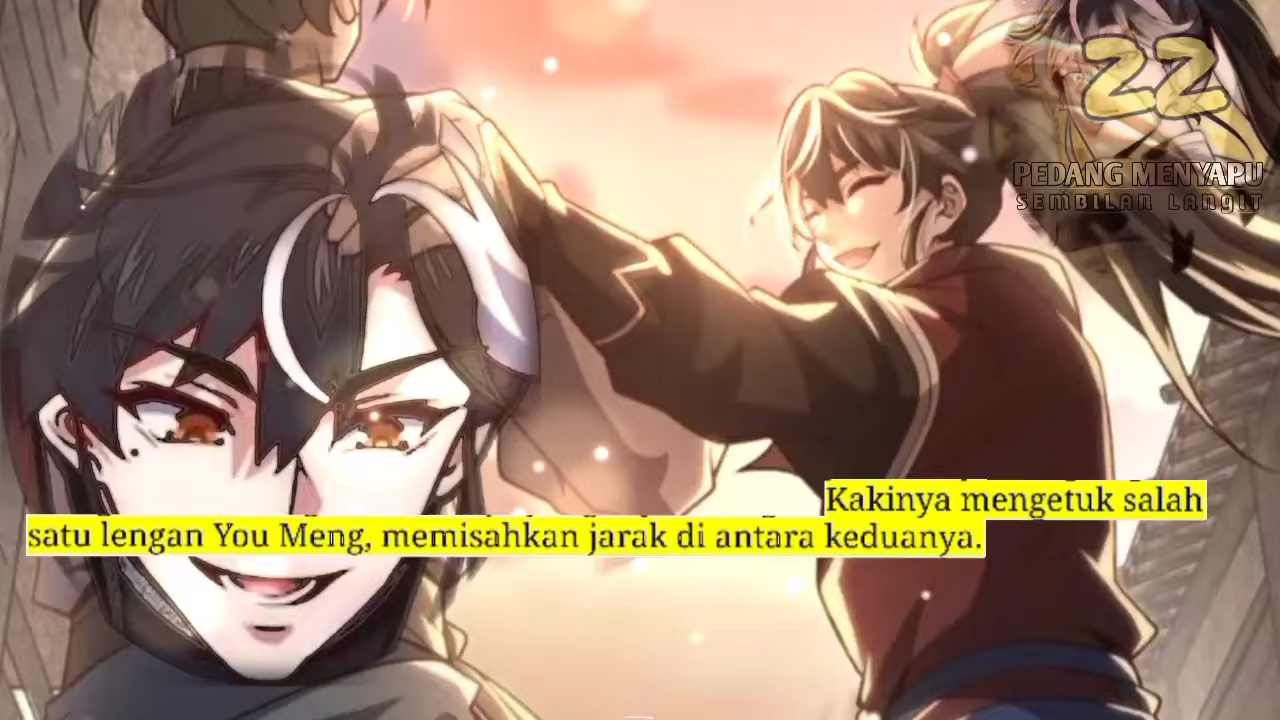 22
PEDANG MENYAPU
SEMBILAN LANGIT
Kakinya mengetuk salah
satu lengan You Meng, memisahkan jarak di antara keduanya.